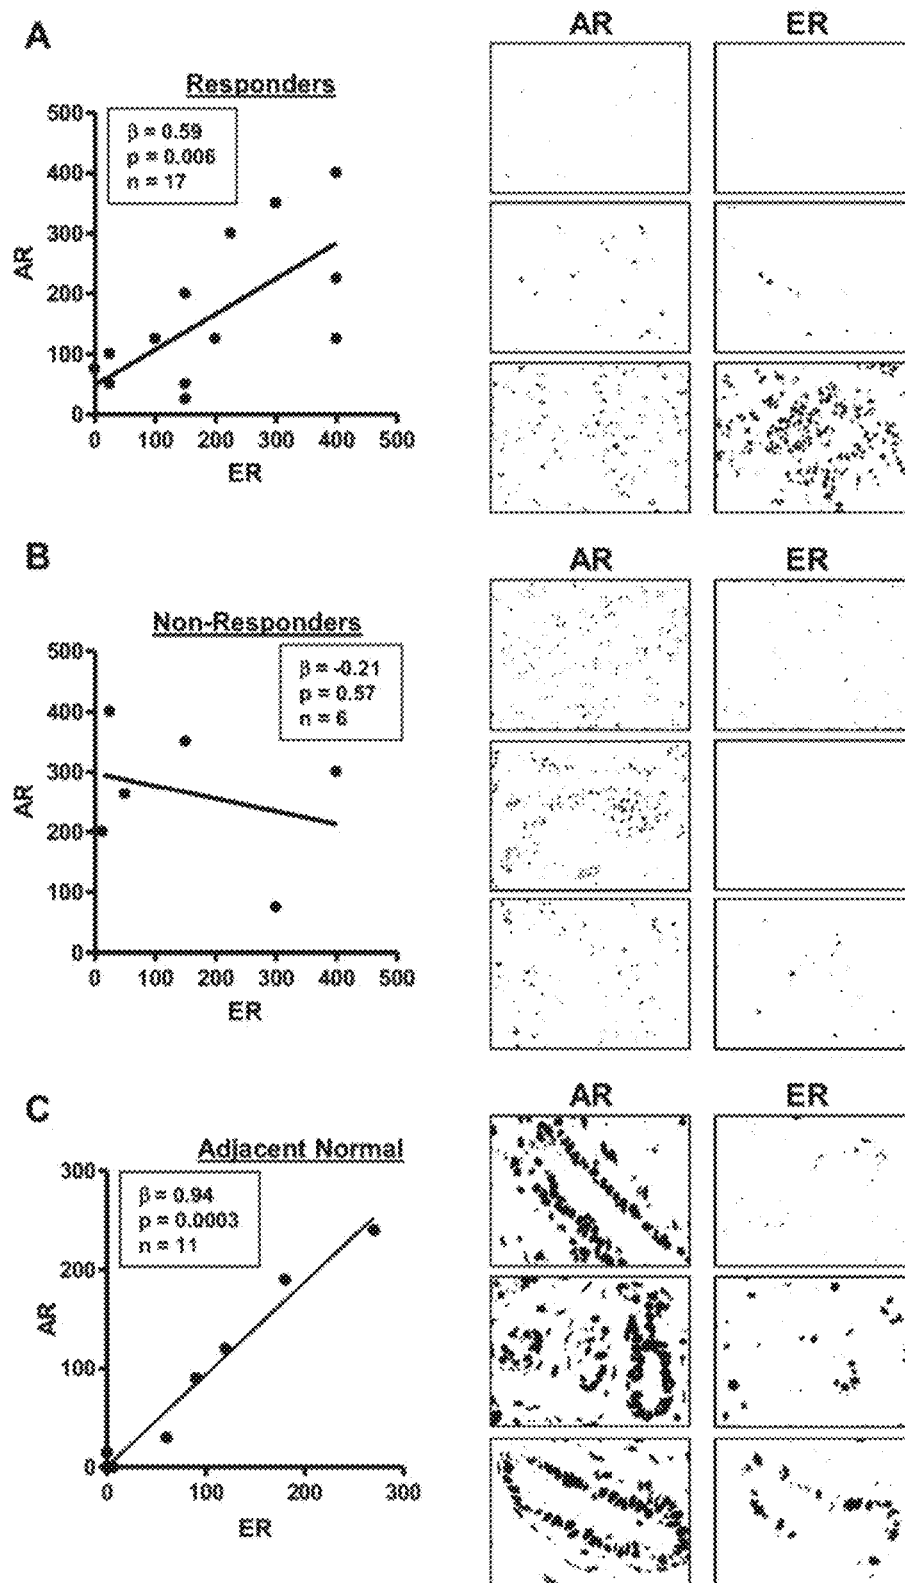 A
AR
ER
Responders
β = 0.59
p = 0.006
n = 17
500
400
300
200
100
0
AR
0 100 200 300 400 500
ER
B
AR
ER
Non-Responders
β = -0.21
p = 0.57
n = 6
500
400
300
200
100
0
AR
0 100 200 300 400 500
ER
C
AR
ER
Adjacent Normal
β = 0.94
p = 0.0003
n = 11
300
200
100
0
AR
0 100 200 300
ER